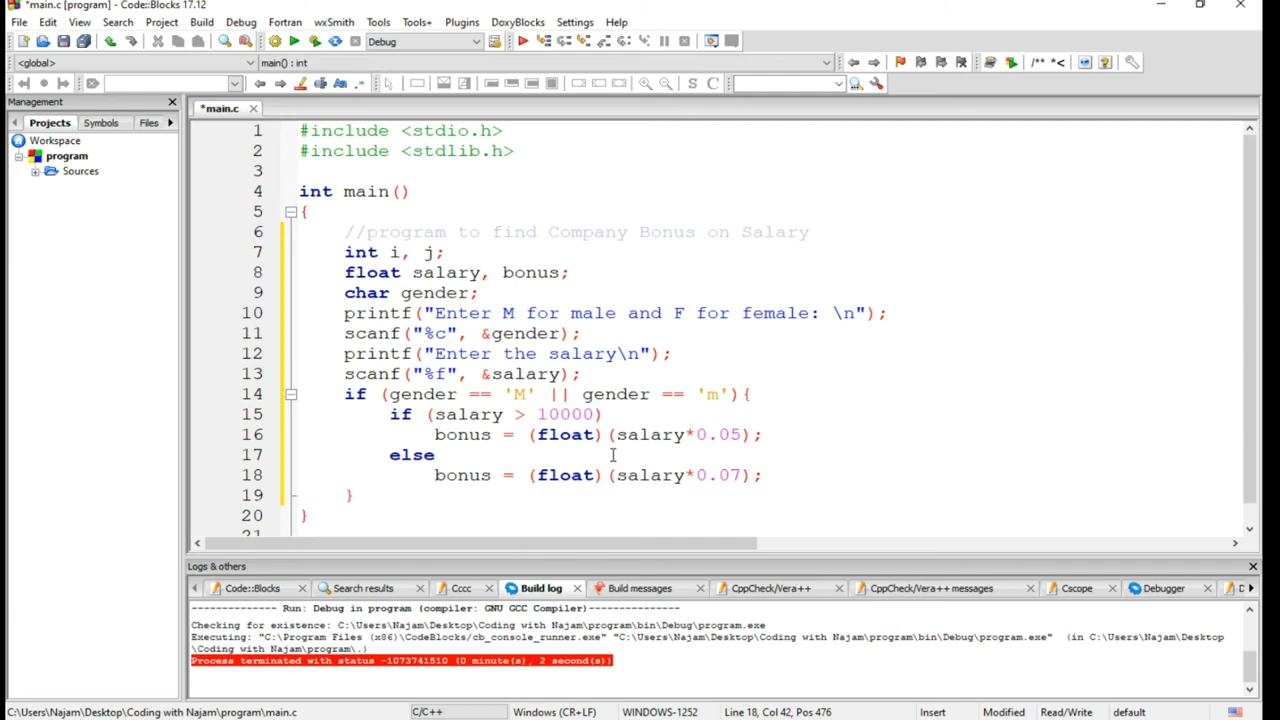 *main.c [program] - Code::Blocks 17.12
File Edit View Search Project Build Debug Fortran wxSmith Tools Tools+ Plugins DoxyBlocks Settings Help
Debug
<global> main() : int /** *<
Aa .* S C
Management
Projects Symbols Files
Workspace
program
Sources
*main.c
1 #include <stdio.h>
2 #include <stdlib.h>
3
4 int main()
5 {
6 //program to find Company Bonus on Salary
7 int i, j;
8 float salary, bonus;
9 char gender;
10 printf("Enter M for male and F for female: \n");
11 scanf("%c", &gender);
12 printf("Enter the salary\n");
13 scanf("%f", &salary);
14 if (gender == 'M' || gender == 'm'){
15 if (salary > 10000)
16 bonus = (float)(salary*0.05);
17 else
18 bonus = (float)(salary*0.07);
19 }
20 }
21
Logs & others
Code::Blocks Search results Cccc Build log Build messages CppCheck/Vera++ CppCheck/Vera++ messages Cscope Debugger D
-------------- Run: Debug in program (compiler: GNU GCC Compiler)---------------
Checking for existence: C:\Users\Najam\Desktop\Coding with Najam\program\bin\Debug\program.exe
Executing: "C:\Program Files (x86)\CodeBlocks/cb_console_runner.exe" "C:\Users\Najam\Desktop\Coding with Najam\program\bin\Debug\program.exe" (in C:\Users\Najam\Desktop
\Coding with Najam\program\.)
Process terminated with status -1073741510 (0 minute(s), 2 second(s))
C:\Users\Najam\Desktop\Coding with Najam\program\main.c C/C++ Windows (CR+LF) WINDOWS-1252 Line 18, Col 42, Pos 476 Insert Modified Read/Write default